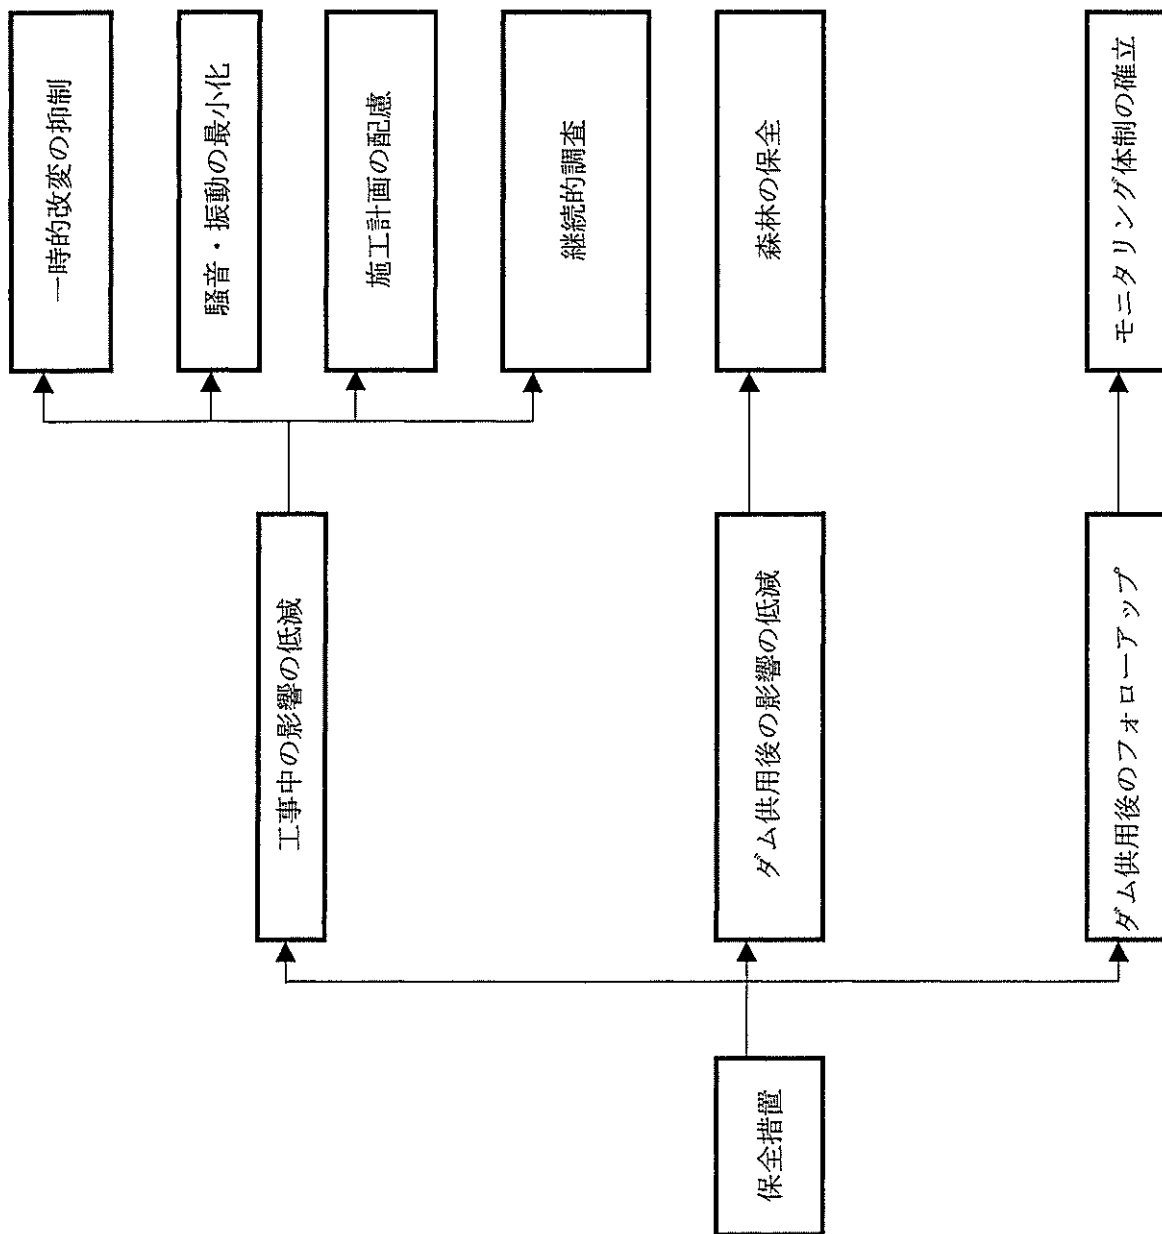 保全措置
工事中の影響の低減
一時的改変の抑制
騒音・振動の最小化
施工計画の配慮
継続的調査
ダム供用後の影響の低減
森林の保全
ダム供用後のフォローアップ
モニタリング体制の確立